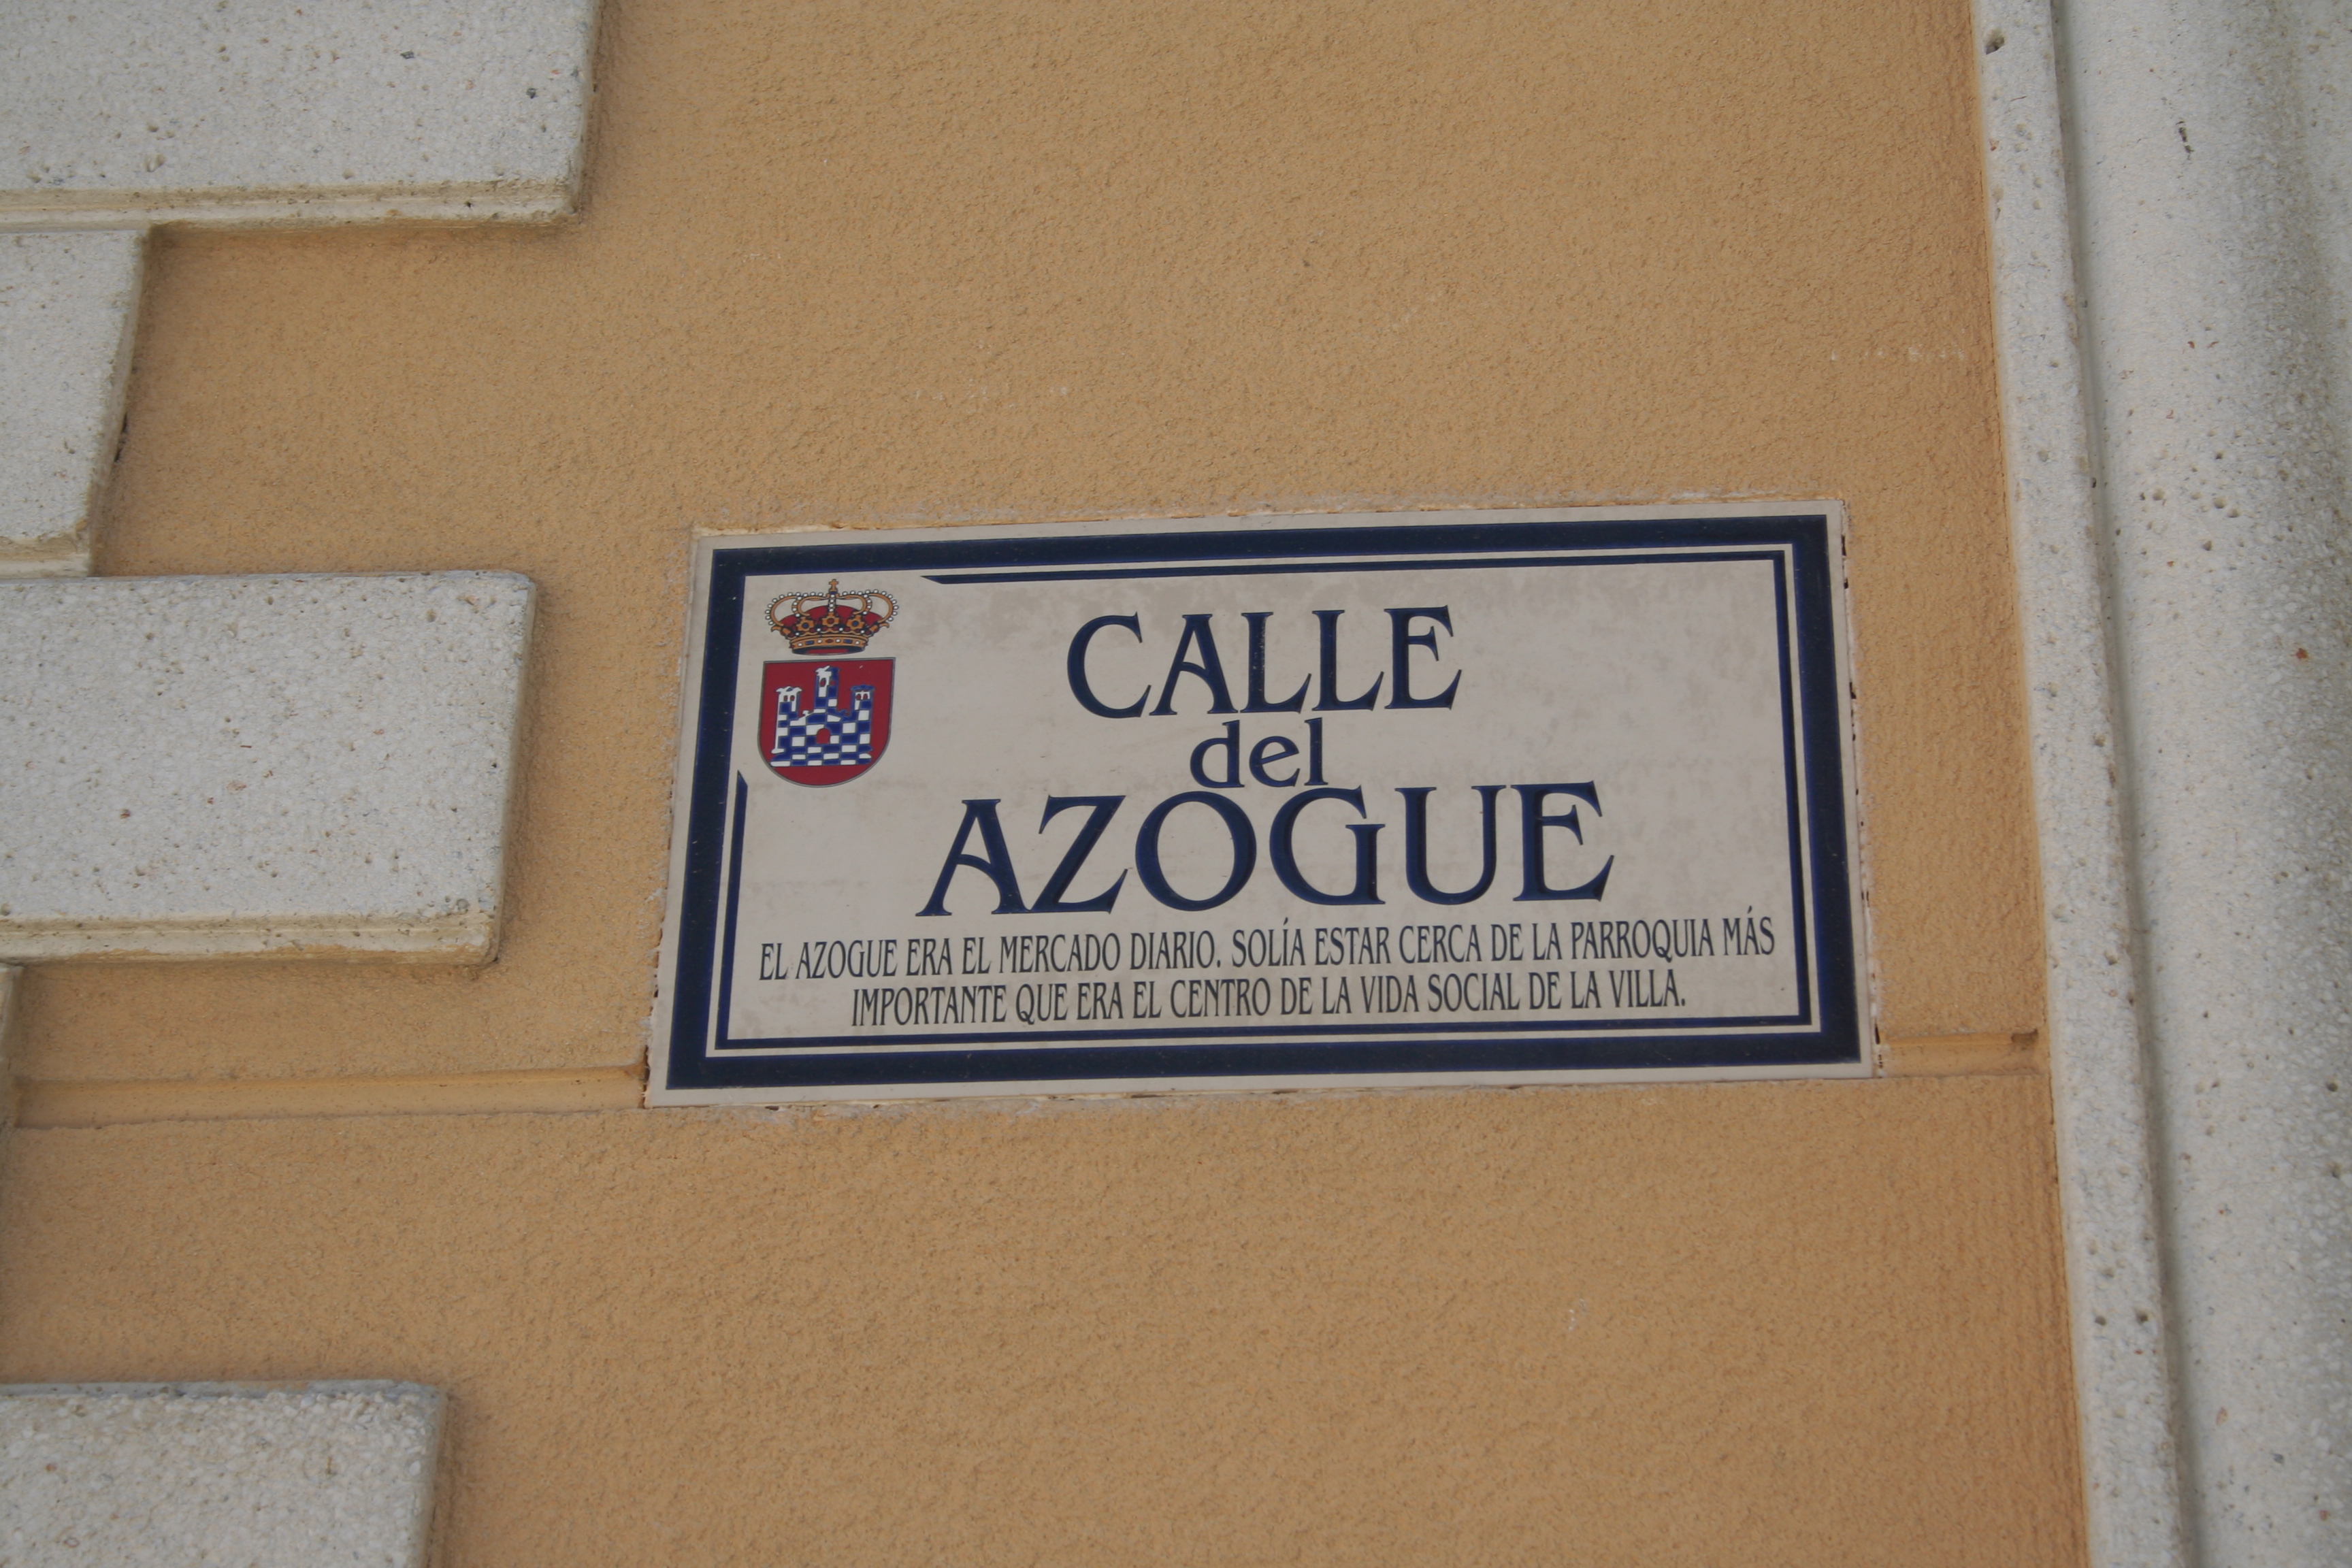 CALLE
del
AZOGUE
EL AZOGUE ERA EL MERCADO DIARIO. SOLÍA ESTAR CERCA DE LA PARROQUIA MÁS
IMPORTANTE QUE ERA EL CENTRO DE LA VIDA SOCIAL DE LA VILLA.